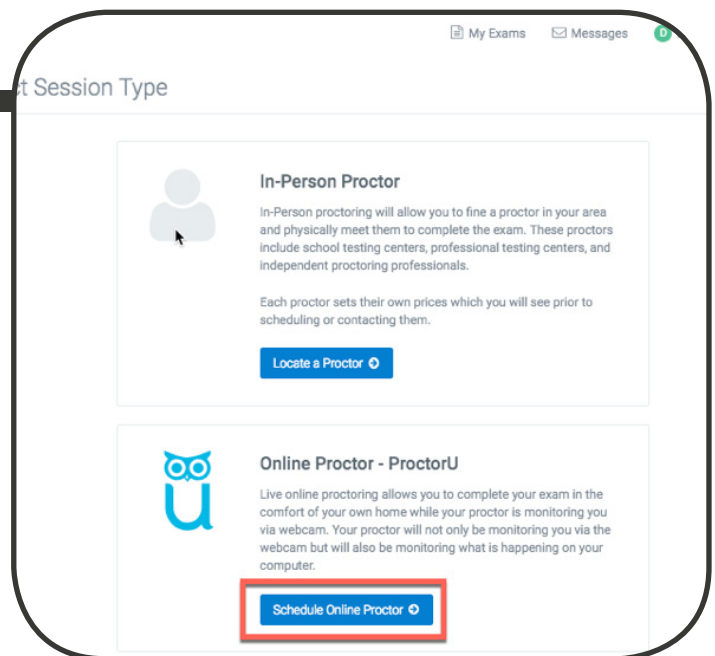 My Exams Messages D
ct Session Type
In-Person Proctor
In-Person proctoring will allow you to fine a proctor in your area
and physically meet them to complete the exam. These proctors
include school testing centers, professional testing centers, and
independent proctoring professionals.
Each proctor sets their own prices which you will see prior to
scheduling or contacting them.
Locate a Proctor
Online Proctor - ProctorU
Live online proctoring allows you to complete your exam in the
comfort of your own home while your proctor is monitoring you
via webcam. Your proctor will not only be monitoring you via the
webcam but will also be monitoring what is happening on your
computer.
Schedule Online Proctor